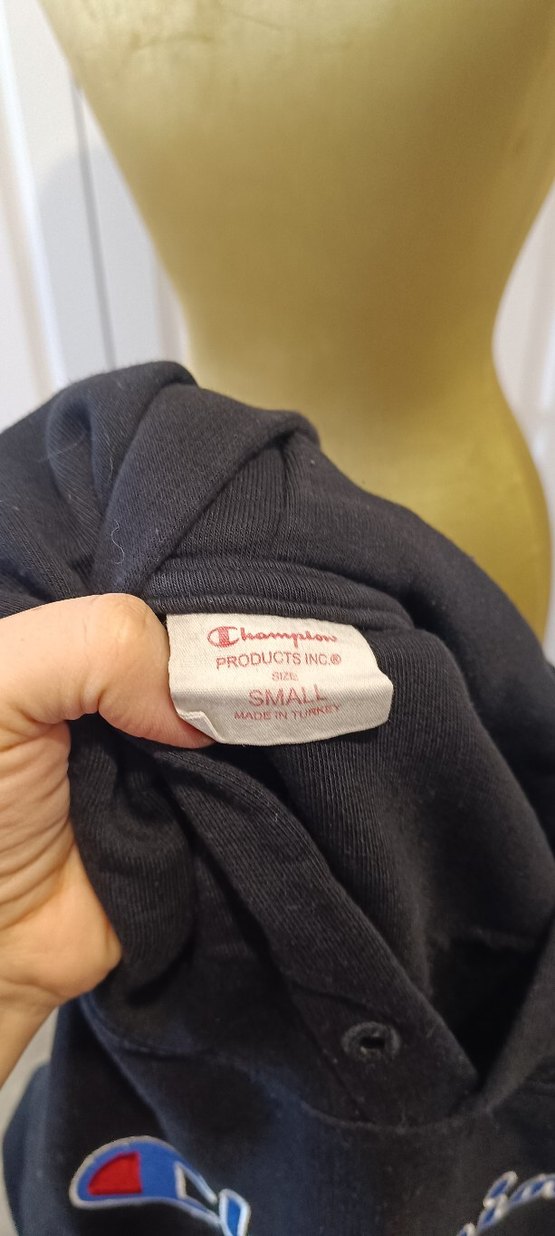 Champion
PRODUCTS INC.®
SIZE
SMALL
MADE IN TURKEY